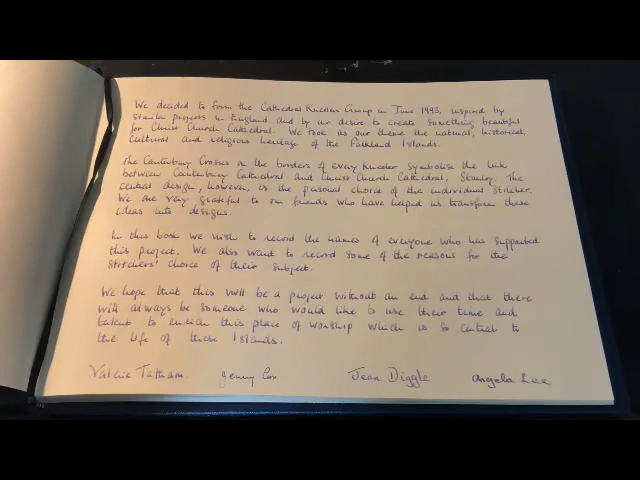 We decided to form the Cathedral Kneeler Group in June 1993, inspired by
similar projects in England and by our desire to create something beautiful
for Christ Church Cathedral. We took as our theme the natural, historical,
cultural and religious heritage of the Falkland Islands.
The Canterbury Crosses on the borders of every kneeler symbolise the link
between Canterbury Cathedral and Christ Church Cathedral, Stanley. The
central design, however, is the personal choice of the individual stitcher.
We are very grateful to our friends who have helped us transform these
ideas into designs.
In this book we wish to record the names of everyone who has supported
this project. We also want to record some of the reasons for the
stitchers' choice of their subject.
We hope that this will be a project without an end and that there
will always be someone who would like to use their time and
talent to enrich this place of worship which is so central to
the life of these Islands.
Valerie Tatham. Jenny Cox Jean Diggle Angela Lee